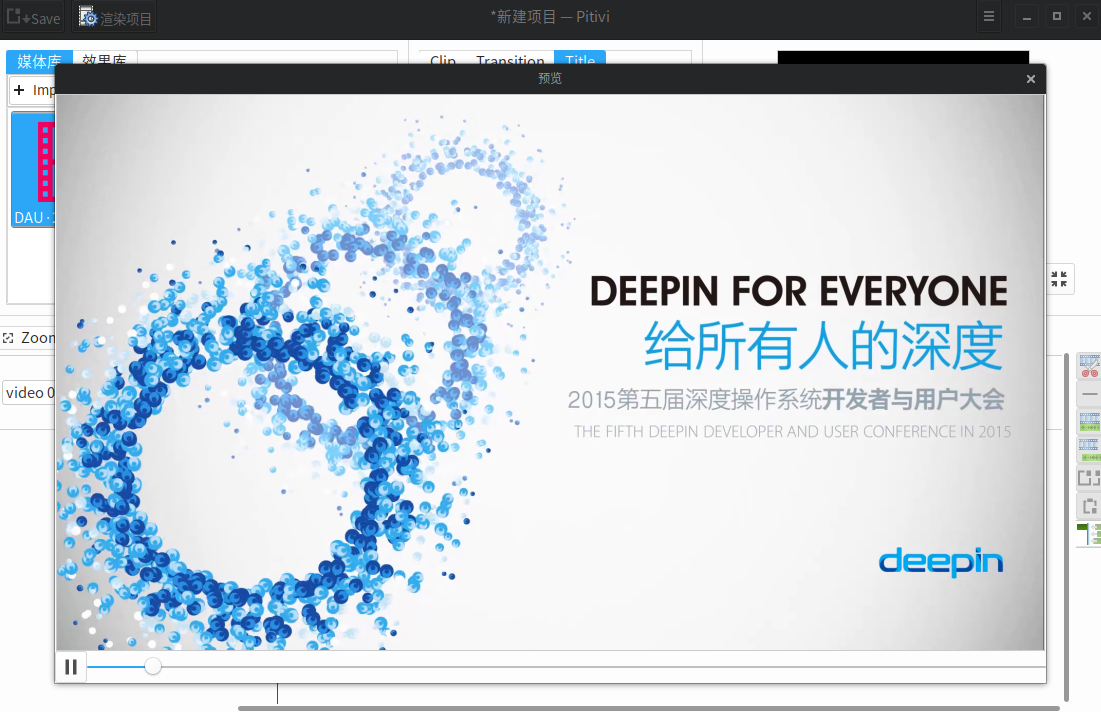 Save
渲染项目
*新建项目 — Pitivi
媒体库
效果库
Clip
Transition
Title
预览
Imp
DAU
DEEPIN FOR EVERYONE
给所有人的深度
2015第五届深度操作系统开发者与用户大会
THE FIFTH DEEPIN DEVELOPER AND USER CONFERENCE IN 2015
Zoon
video 0
deepin